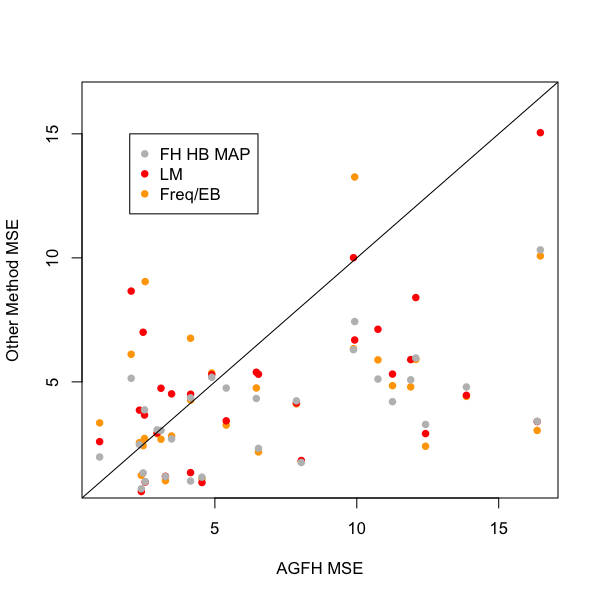 FH HB MAP
LM
Freq/EB
Other Method MSE
15
10
5
5 10 15
AGFH MSE